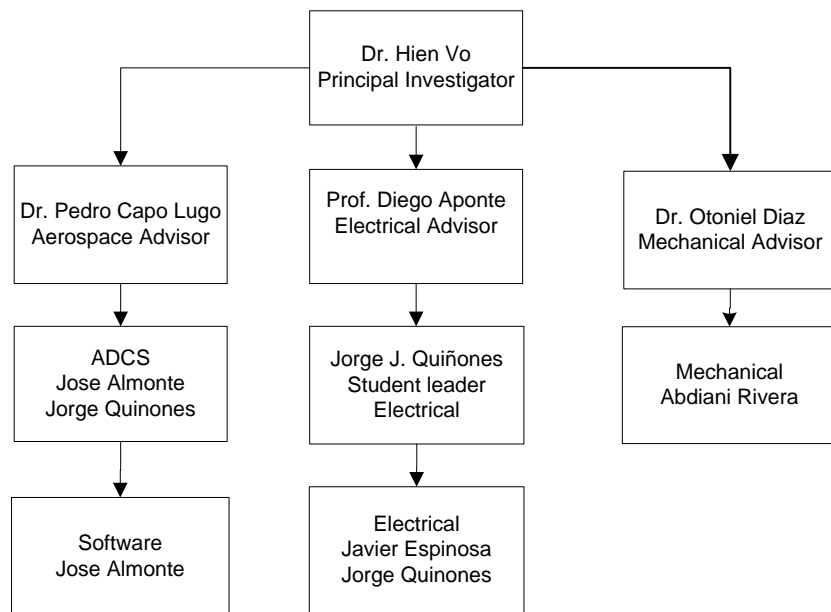 Dr. Hien Vo
Principal Investigator
Dr. Pedro Capo Lugo
Aerospace Advisor
Prof. Diego Aponte
Electrical Advisor
Dr. Otoniel Diaz
Mechanical Advisor
ADCS
Jose Almonte
Jorge Quinones
Jorge J. Quiñones
Student leader
Electrical
Mechanical
Abdiani Rivera
Software
Jose Almonte
Electrical
Javier Espinosa
Jorge Quinones